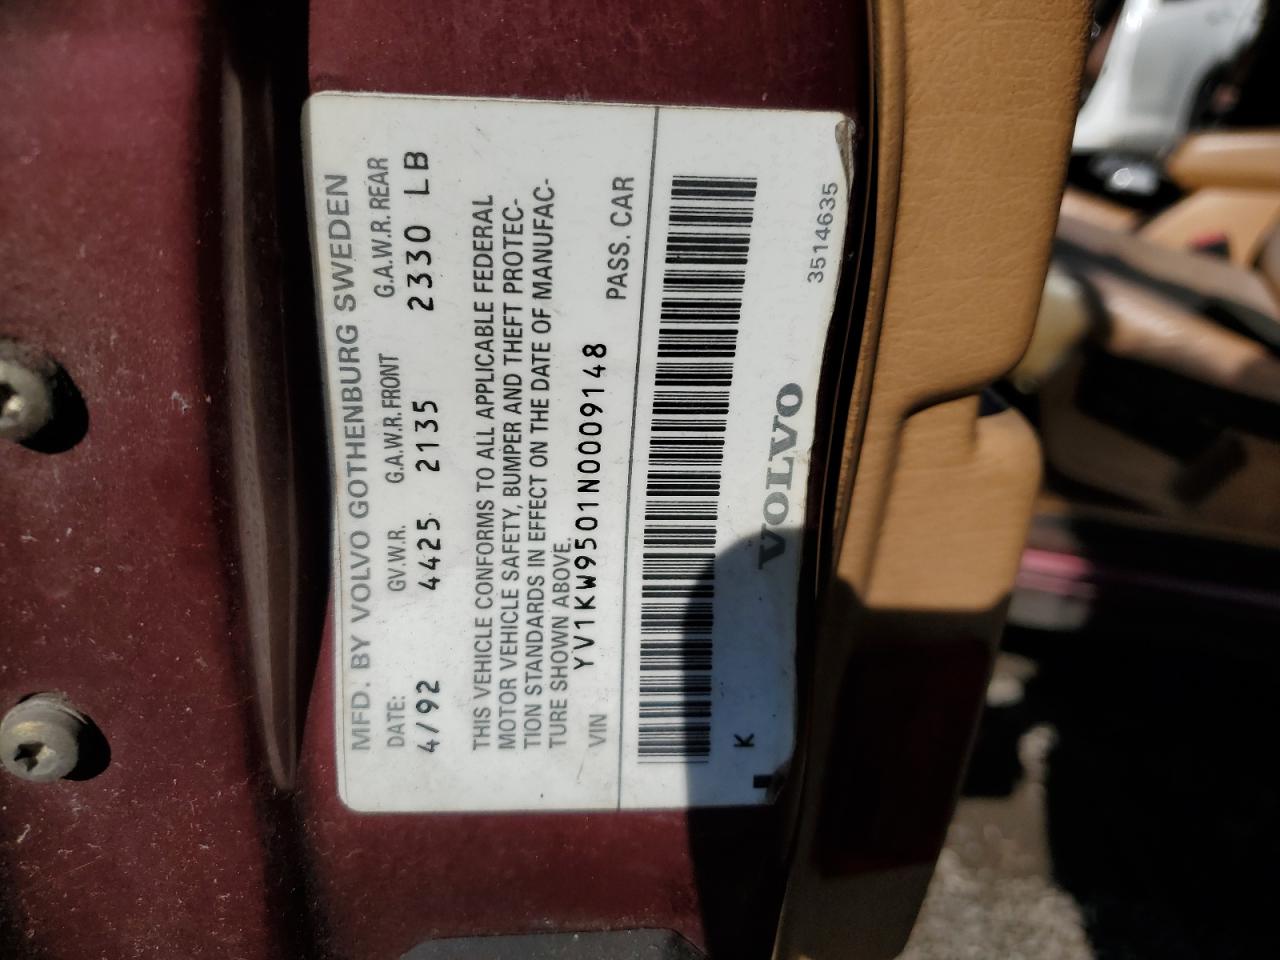 MFD. BY VOLVO GOTHENBURG SWEDEN
DATE: GV.W.R. G.A.W.R. FRONT G.A.W.R. REAR
4/92 4425 2135 2330 LB
THIS VEHICLE CONFORMS TO ALL APPLICABLE FEDERAL
MOTOR VEHICLE SAFETY, BUMPER AND THEFT PROTEC-
TION STANDARDS IN EFFECT ON THE DATE OF MANUFAC-
TURE SHOWN ABOVE.
VIN YV1KW9501N0009148 PASS. CAR
K
VOLVO
3514635